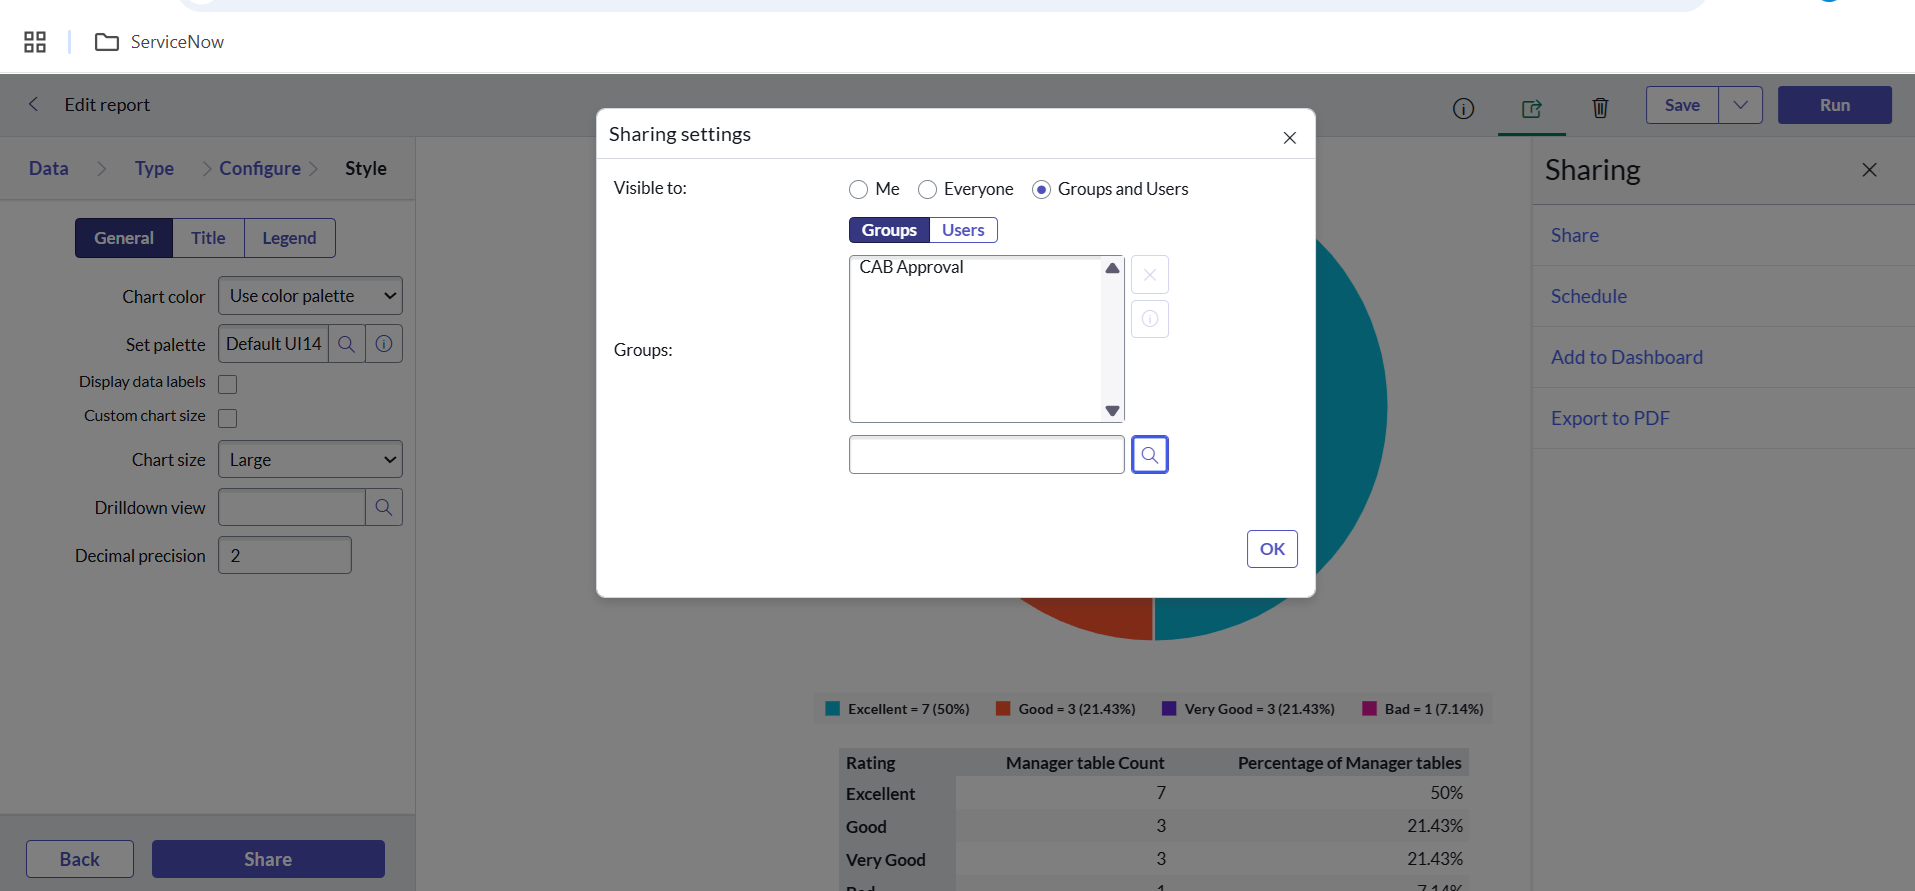 ServiceNow
Edit report
Save
Run
Data
Type
Configure
Style
General
Title
Legend
Chart color
Use color palette
Set palette
Default UI14
Display data labels
Custom chart size
Chart size
Large
Drilldown view
Decimal precision
2
Back
Share
Sharing settings
Visible to:
Me
Everyone
Groups and Users
Groups
Users
CAB Approval
Groups:
OK
Sharing
Share
Schedule
Add to Dashboard
Export to PDF
Excellent = 7 (50%)
Good = 3 (21.43%)
Very Good = 3 (21.43%)
Bad = 1 (7.14%)
Rating Manager table Count Percentage of Manager tables
Excellent 7 50%
Good 3 21.43%
Very Good 3 21.43%
Bad 1 7.14%